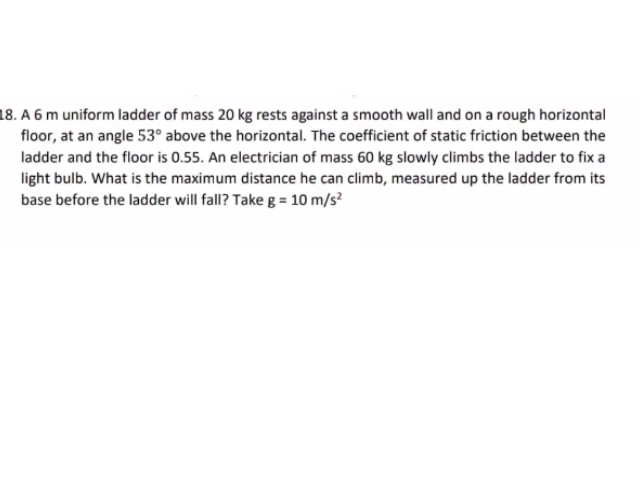 18. A 6 m uniform ladder of mass 20 kg rests against a smooth wall and on a rough horizontal
floor, at an angle 53° above the horizontal. The coefficient of static friction between the
ladder and the floor is 0.55. An electrician of mass 60 kg slowly climbs the ladder to fix a
light bulb. What is the maximum distance he can climb, measured up the ladder from its
base before the ladder will fall? Take g = 10 m/s²